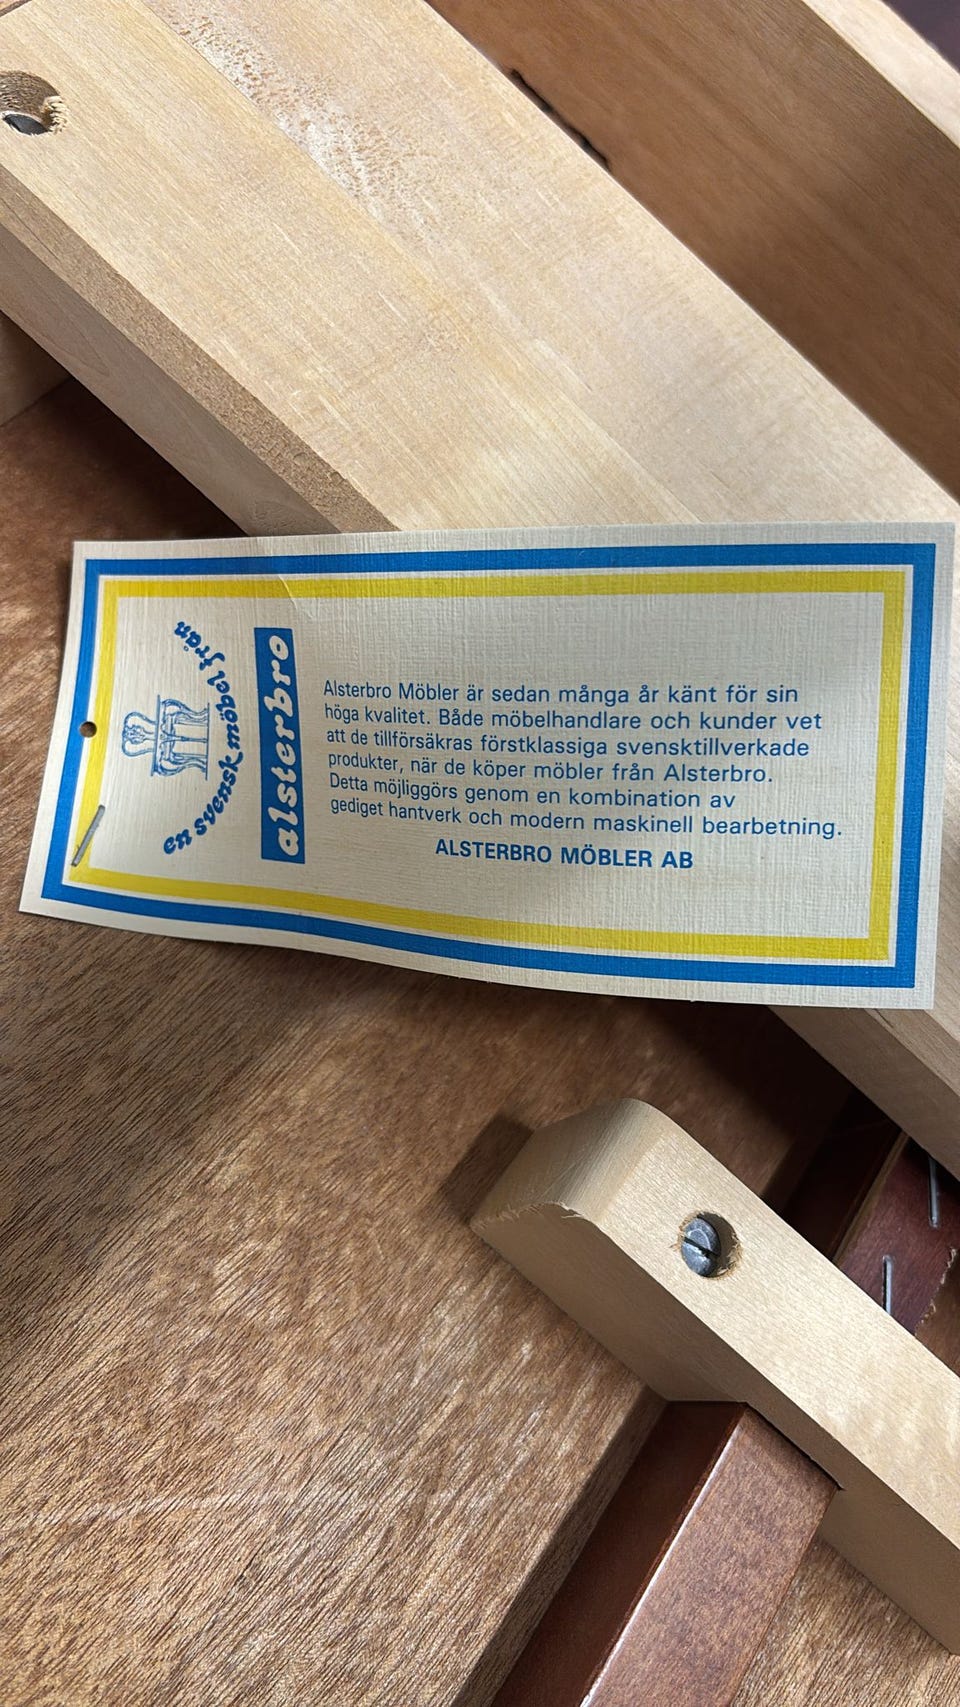 en svensk möbel från
alsterbro
Alsterbro Möbler är sedan många år känt för sin
höga kvalitet. Både möbelhandlare och kunder vet
att de tillförsäkras förstklassiga svensktillverkade
produkter, när de köper möbler från Alsterbro.
Detta möjliggörs genom en kombination av
gediget hantverk och modern maskinell bearbetning.
ALSTERBRO MÖBLER AB